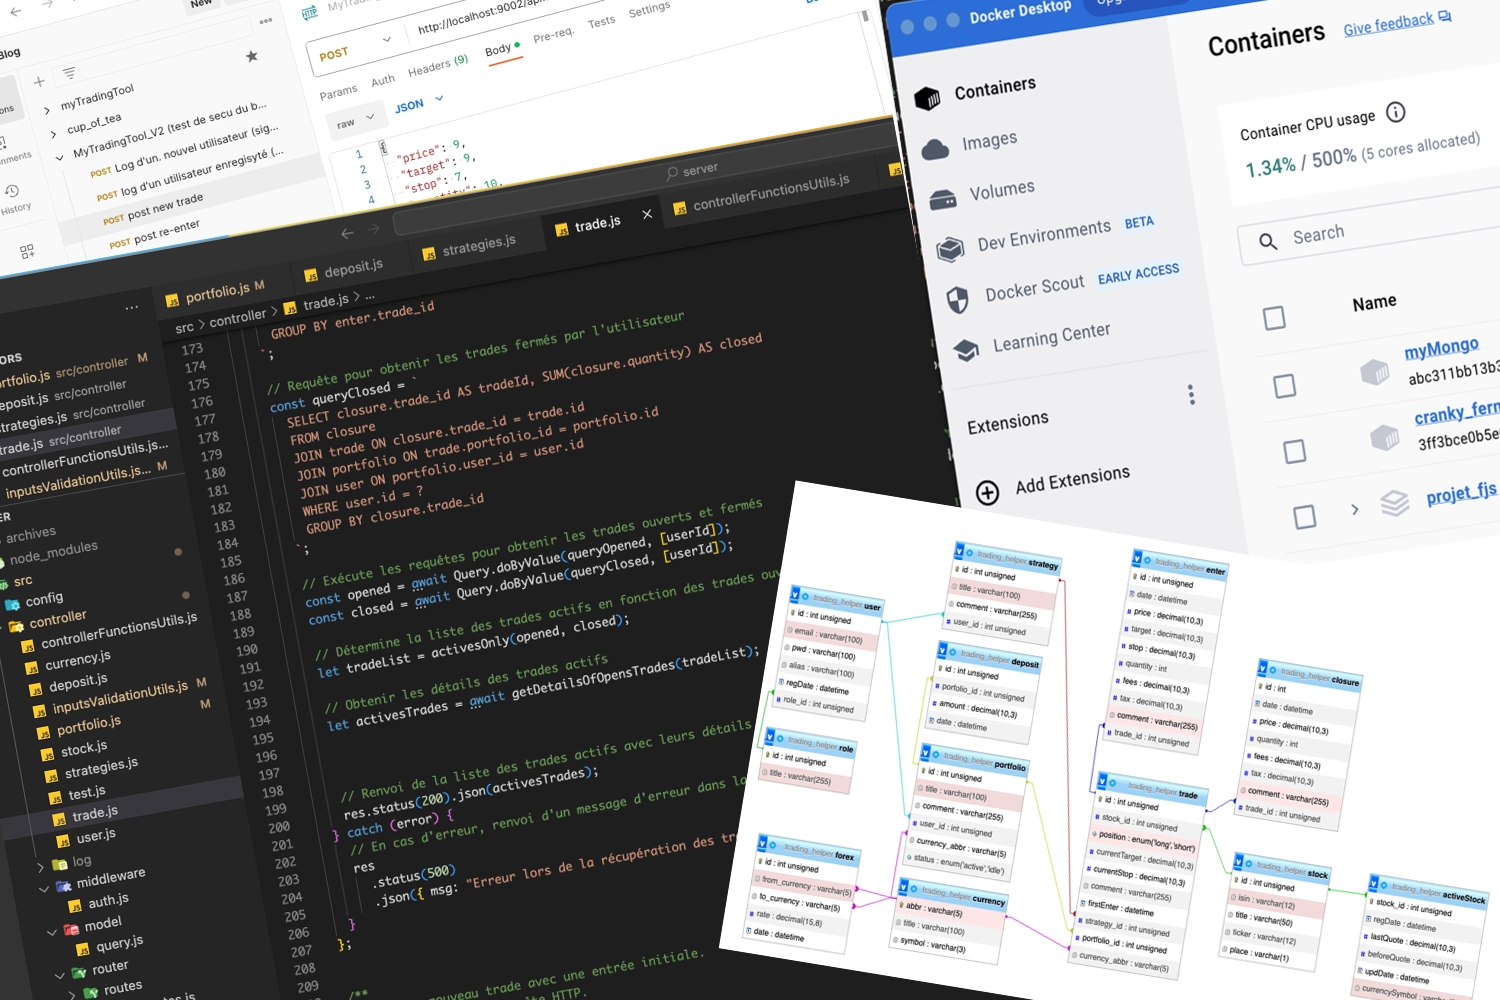 Blog
New
myTradingTool
cup_of_tea
MyTradingTool_V2 (test de secu du b...
POST Log d'un. nouvel utilisateur (sig...
POST log d'un utilisateur enregisyté (...
POST post new trade
POST post re-enter
History
POST
http://localhost:9002/api
Params Auth Headers (9) Body Pre-req. Tests Settings
raw JSON
1
2 "price": 9,
3 "target": 9,
4 "stop": 7,
server
portfolio.js M
deposit.js
strategies.js
trade.js
controllerFunctionsUtils.js
src > controller > trade.js > ...
ORS
portfolio.js src/controller M
deposit.js src/controller
strategies.js src/controller
trade.js src/controller
controllerFunctionsUtils.js...
inputsValidationUtils.js... M
ER
archives
node_modules
src
config
controller
controllerFunctionsUtils.js
currency.js
deposit.js
inputsValidationUtils.js M
portfolio.js M
stock.js
strategies.js
test.js
trade.js
user.js
log
middleware
auth.js
model
query.js
router
routes
173 GROUP BY enter.trade_id
174 `;
175
176 // Requête pour obtenir les trades fermés par l'utilisateur
177 const queryClosed = `
178 SELECT closure.trade_id AS tradeId, SUM(closure.quantity) AS closed
179 FROM closure
180 JOIN trade ON closure.trade_id = trade.id
181 JOIN portfolio ON trade.portfolio_id = portfolio.id
182 JOIN user ON portfolio.user_id = user.id
183 WHERE user.id = ?
184 GROUP BY closure.trade_id
185 `;
186
187 // Exécute les requêtes pour obtenir les trades ouverts et fermés
188 const opened = await Query.doByValue(queryOpened, [userId]);
189 const closed = await Query.doByValue(queryClosed, [userId]);
190
191 // Détermine la liste des trades actifs en fonction des trades ouv
192 let tradeList = activesOnly(opened, closed);
193
194 // Obtenir les détails des trades actifs
195 let activesTrades = await getDetailsOfOpensTrades(tradeList);
196
197
198 // Renvoi de la liste des trades actifs avec leurs détails
199 res.status(200).json(activesTrades);
200 } catch (error) {
201 // En cas d'erreur, renvoi d'un message d'erreur dans la
202 res
203 .status(500)
204 .json({ msg: "Erreur lors de la récupération des tra
205 }
206 };
207
208
209 /**
nouveau trade avec une entrée initiale.
HTTP.
Docker Desktop
Containers
Images
Volumes
Dev Environments BETA
Docker Scout EARLY ACCESS
Learning Center
Extensions
Add Extensions
Containers Give feedback
Container CPU usage
1.34% / 500% (5 cores allocated)
Search
Name
myMongo
abc311bb13b3
cranky_fern
3ff3bce0b5e
projet_fjs
trading_helper user
id : int unsigned
email : varchar(100)
pwd : varchar(100)
alias : varchar(100)
regDate : datetime
role_id : int unsigned
trading_helper role
id : int unsigned
title : varchar(255)
trading_helper forex
id : int unsigned
from_currency : varchar(5)
to_currency : varchar(5)
rate : decimal(15,8)
date : datetime
trading_helper strategy
id : int unsigned
title : varchar(100)
comment : varchar(255)
user_id : int unsigned
trading_helper deposit
id : int unsigned
porfolio_id : int unsigned
amount : decimal(10,3)
date : datetime
trading_helper portfolio
id : int unsigned
title : varchar(100)
comment : varchar(255)
user_id : int unsigned
currency_abbr : varchar(5)
status : enum('active','idle')
trading_helper currency
abbr : varchar(5)
title : varchar(100)
symbol : varchar(3)
trading_helper enter
id : int unsigned
date : datetime
price : decimal(10,3)
target : decimal(10,3)
stop : decimal(10,3)
quantity : int
fees : decimal(10,3)
tax : decimal(10,3)
comment : varchar(255)
trade_id : int unsigned
trading_helper trade
id : int unsigned
stock_id : int unsigned
position : enum('long','short')
currentTarget : decimal(10,3)
currentStop : decimal(10,3)
comment : varchar(255)
firstEnter : datetime
strategy_id : int unsigned
portfolio_id : int unsigned
currency_abbr : varchar(5)
trading_helper closure
id : int
date : datetime
price : decimal(10,3)
quantity : int
fees : decimal(10,3)
tax : decimal(10,3)
comment : varchar(255)
trade_id : int unsigned
trading_helper stock
id : int unsigned
isin : varchar(12)
title : varchar(50)
ticker : varchar(12)
place : varchar(1)
trading_helper activeStock
stock_id : int unsigned
regDate : datetime
lastQuote : decimal(10,3)
beforeQuote : decimal(10,3)
updDate : datetime
currencySymbol : varchar(